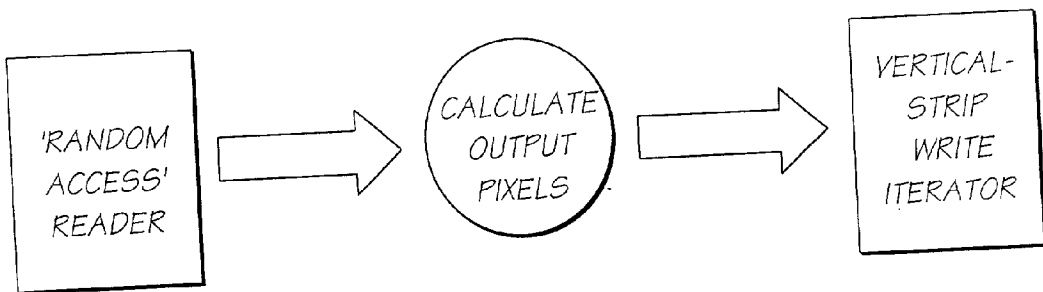 'RANDOM
ACCESS'
READER
CALCULATE
OUTPUT
PIXELS
VERTICAL-
STRIP
WRITE
ITERATOR